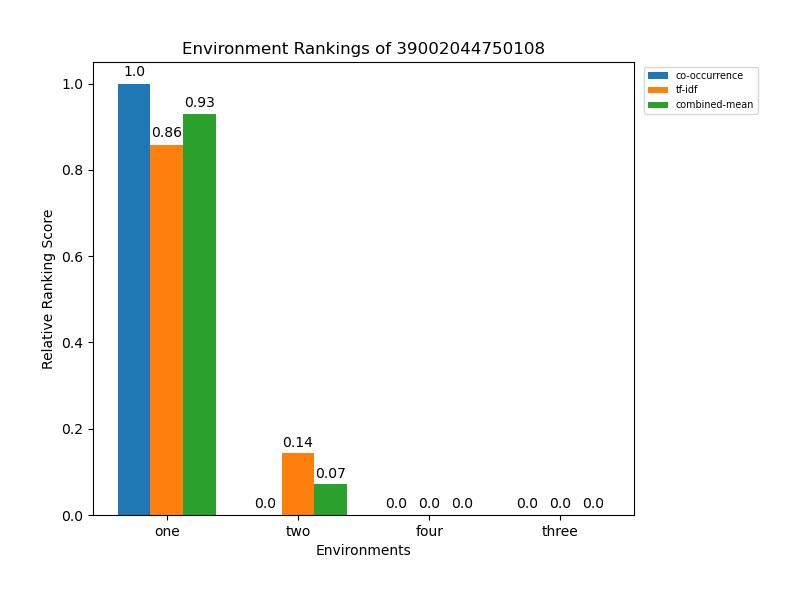 Environment Rankings of 39002044750108
co-occurrence
tf-idf
combined-mean
Relative Ranking Score
1.0
0.8
0.6
0.4
0.2
0.0
1.0
0.86
0.93
0.0
0.14
0.07
0.0 0.0 0.0
0.0 0.0 0.0
one two four three
Environments